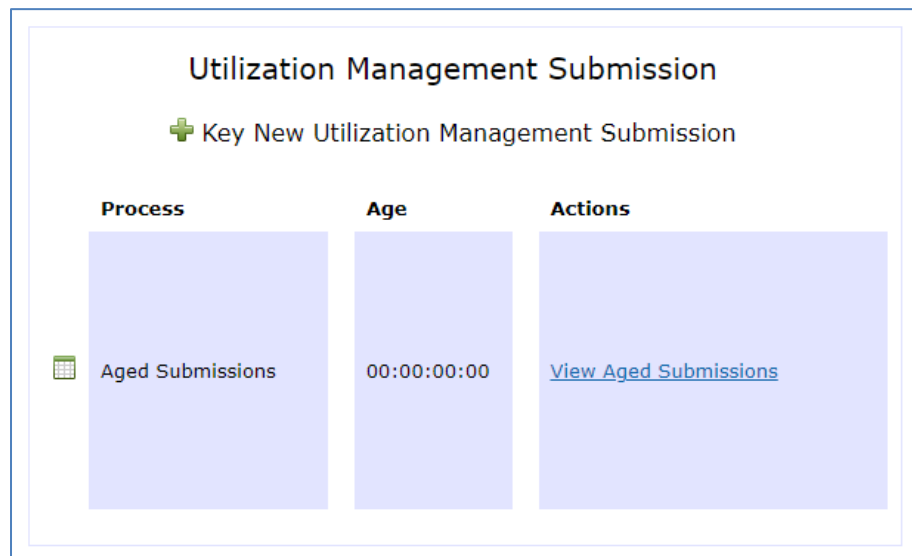 Utilization Management Submission
Key New Utilization Management Submission
Process Age Actions
Aged Submissions 00:00:00:00 View Aged Submissions